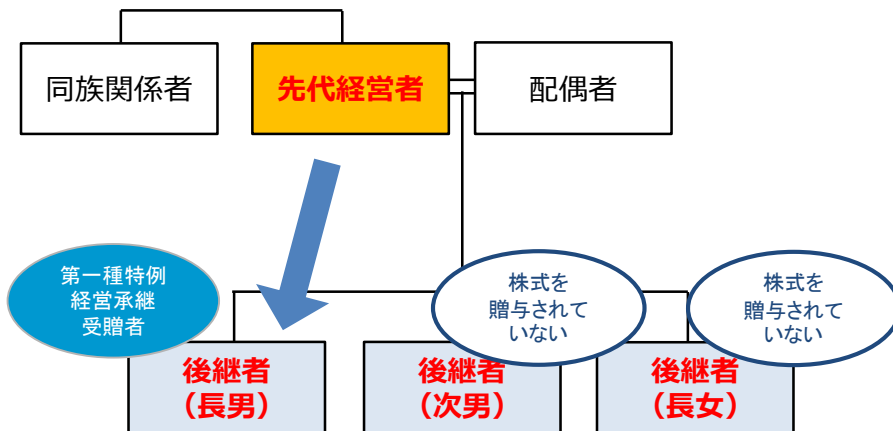 同族関係者
先代経営者
配偶者
第一種特例
経営承継
受贈者
株式を
贈与されて
いない
株式を
贈与されて
いない
後継者
（長男）
後継者
（次男）
後継者
（長女）